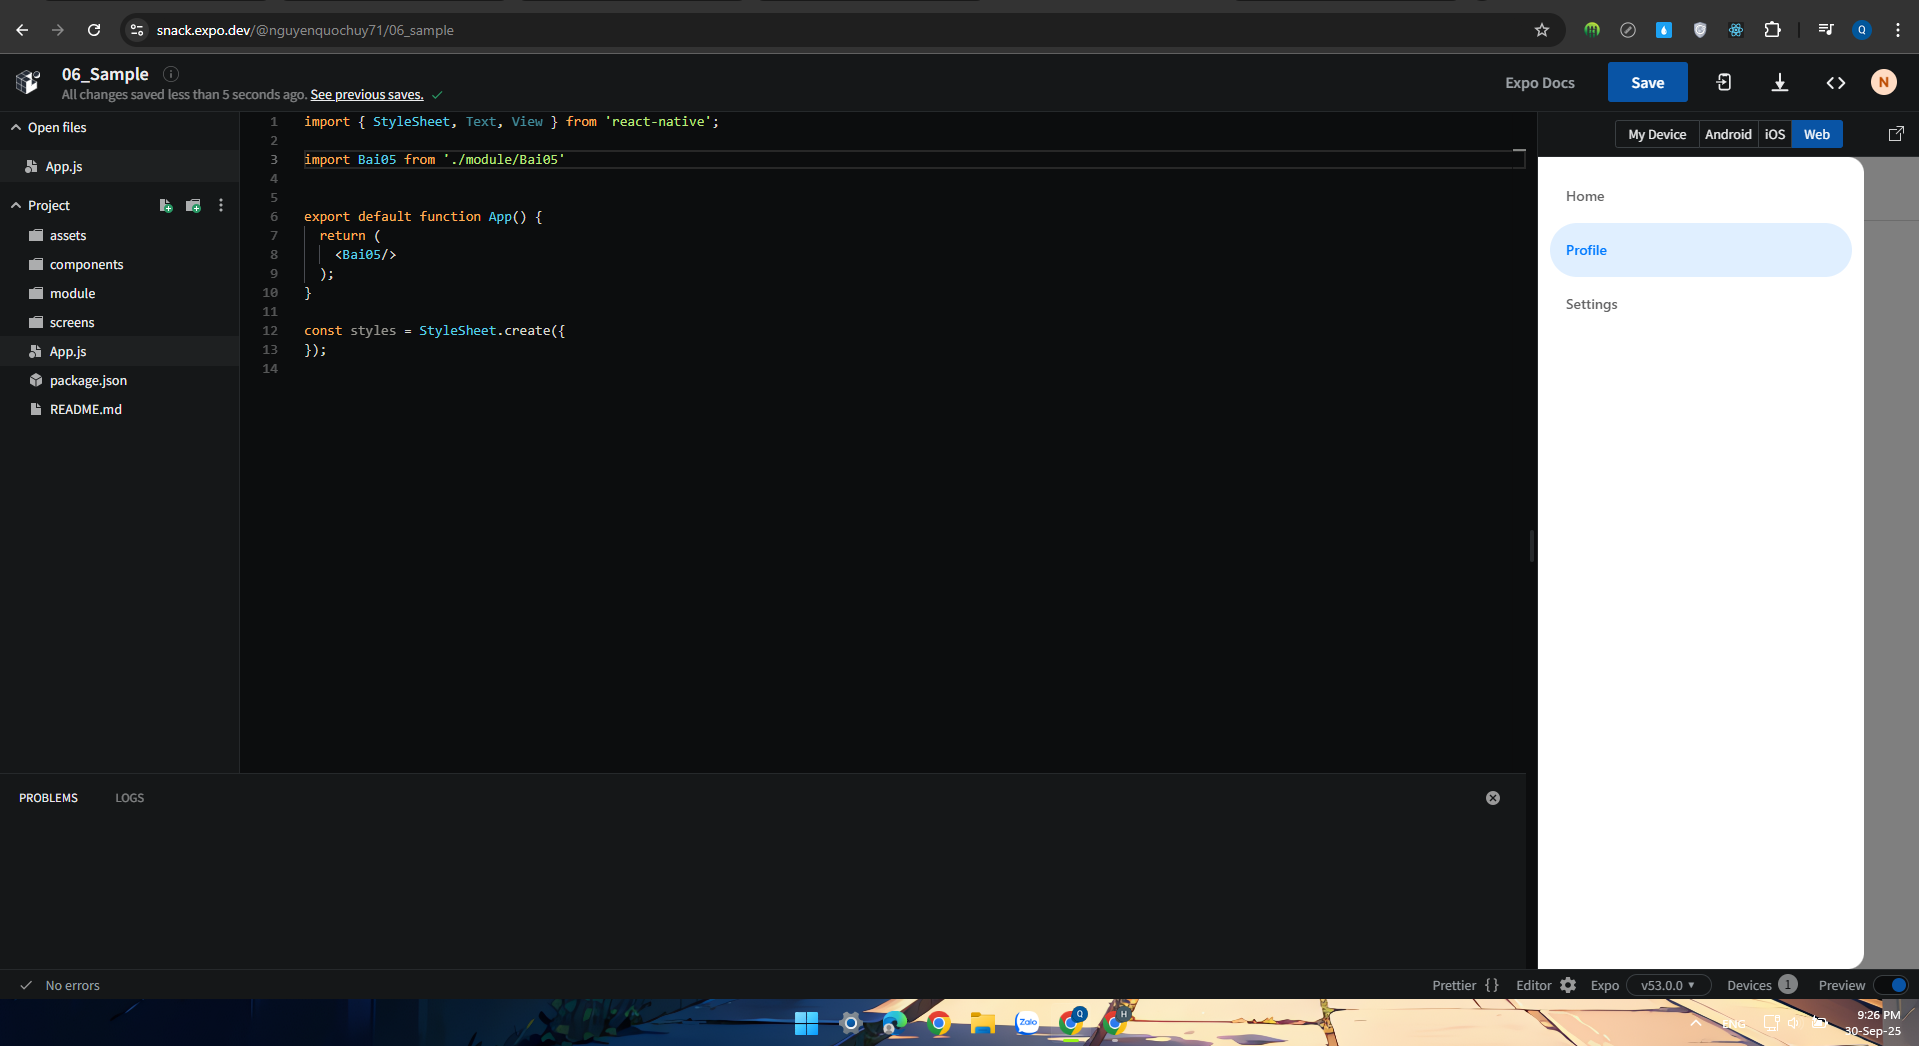 snack.expo.dev/@nguyenquochuy71/06_sample
Q
06_Sample
All changes saved less than 5 seconds ago. See previous saves.
Expo Docs
Save
N
Open files
App.js
Project
assets
components
module
screens
App.js
package.json
README.md
1 import { StyleSheet, Text, View } from 'react-native';
2
3 import Bai05 from './module/Bai05'
4
5
6 export default function App() {
7 return (
8 <Bai05/>
9 );
10 }
11
12 const styles = StyleSheet.create({
13 });
14
My Device
Android
iOS
Web
Home
Profile
Settings
PROBLEMS
LOGS
No errors
Prettier { }
Editor
Expo
v53.0.0
Devices 1
Preview
Zalo
Q
H
ENG
9:26 PM
30-Sep-25